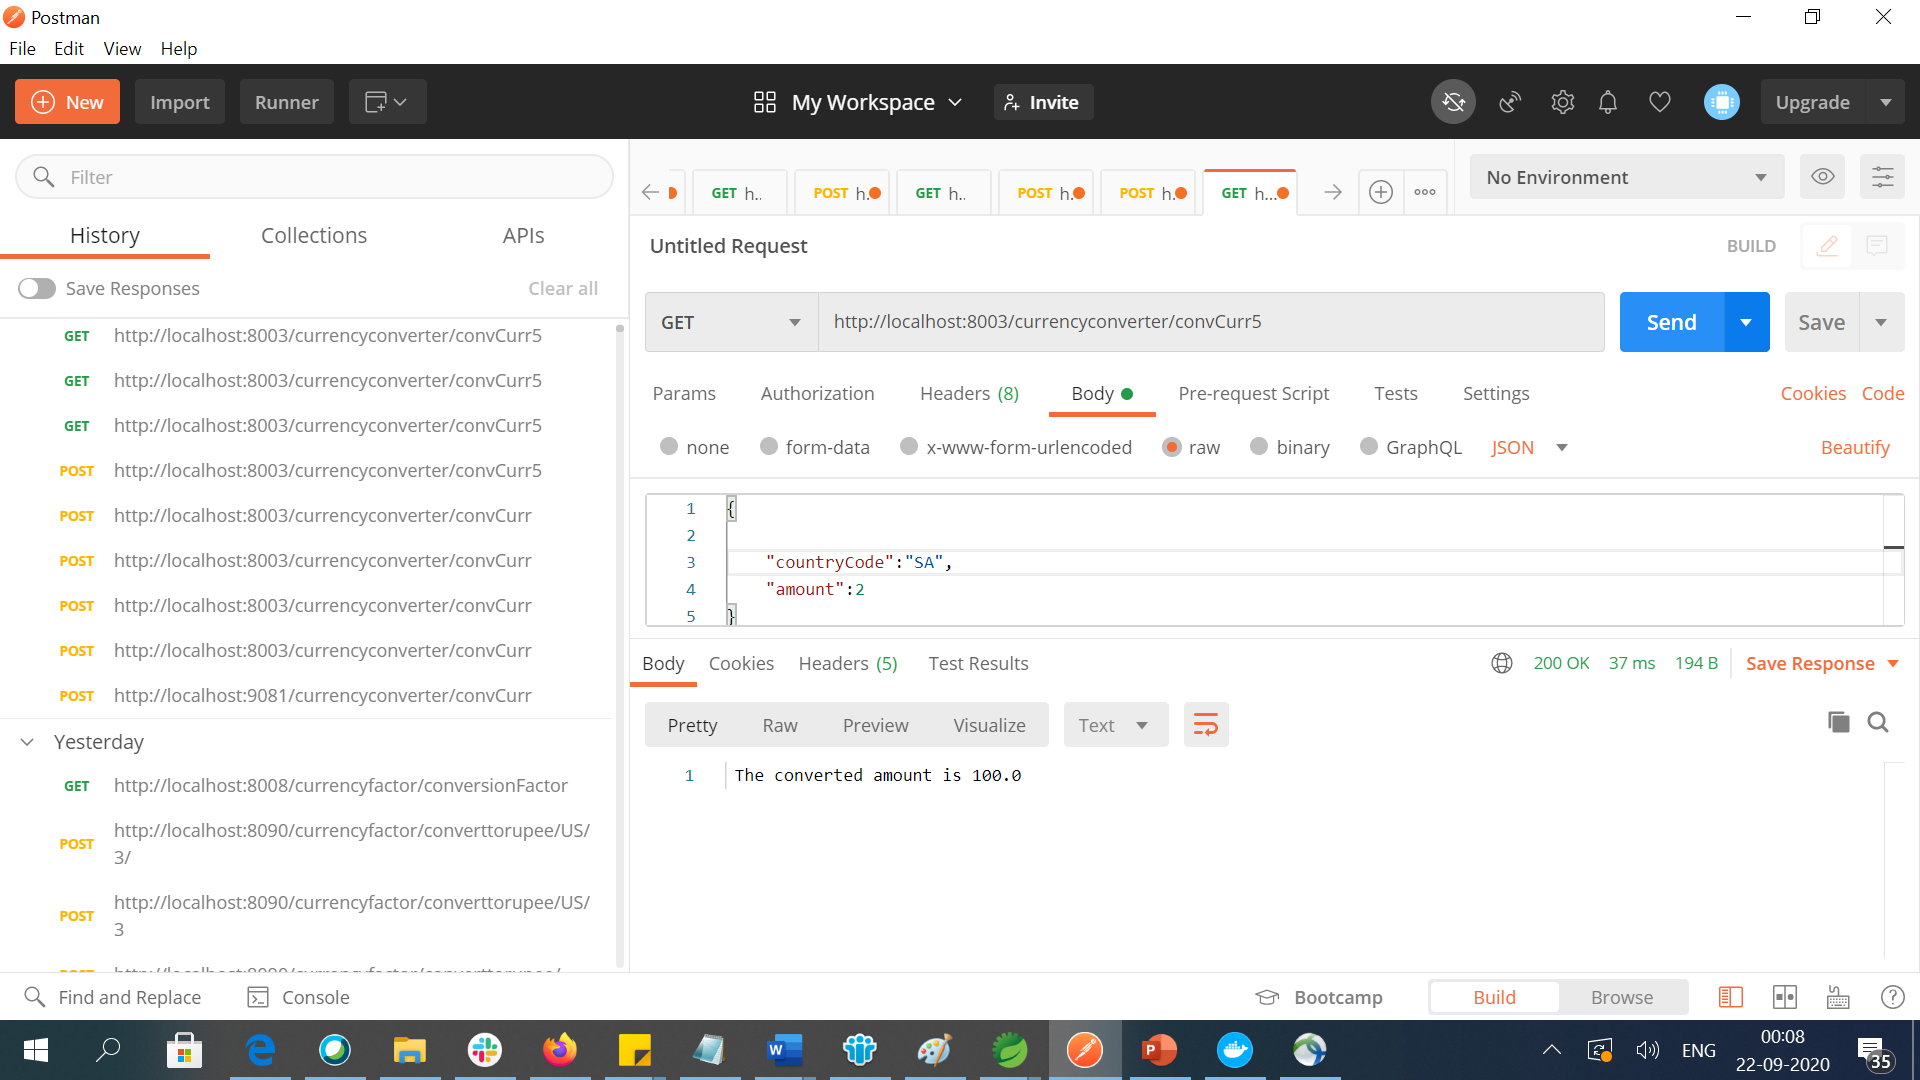 Postman
File Edit View Help
New Import Runner My Workspace Invite Upgrade
Filter
History Collections APIs
Save Responses Clear all
GET http://localhost:8003/currencyconverter/convCurr5
GET http://localhost:8003/currencyconverter/convCurr5
GET http://localhost:8003/currencyconverter/convCurr5
POST http://localhost:8003/currencyconverter/convCurr5
POST http://localhost:8003/currencyconverter/convCurr
POST http://localhost:8003/currencyconverter/convCurr
POST http://localhost:8003/currencyconverter/convCurr
POST http://localhost:8003/currencyconverter/convCurr
POST http://localhost:9081/currencyconverter/convCurr
Yesterday
GET http://localhost:8008/currencyfactor/conversionFactor
POST http://localhost:8090/currencyfactor/converttorupee/US/
3/
POST http://localhost:8090/currencyfactor/converttorupee/US/
3
GET h.. POST h. GET h.. POST h. POST h. GET h...
No Environment
Untitled Request BUILD
GET http://localhost:8003/currencyconverter/convCurr5 Send Save
Params Authorization Headers (8) Body Pre-request Script Tests Settings Cookies Code
none form-data x-www-form-urlencoded raw binary GraphQL JSON Beautify
1 {
2
3 "countryCode":"SA",
4 "amount":2
5 }
Body Cookies Headers (5) Test Results 200 OK 37 ms 194 B Save Response
Pretty Raw Preview Visualize Text
1 The converted amount is 100.0
Find and Replace Console Bootcamp Build Browse
ENG 00:08
22-09-2020
35